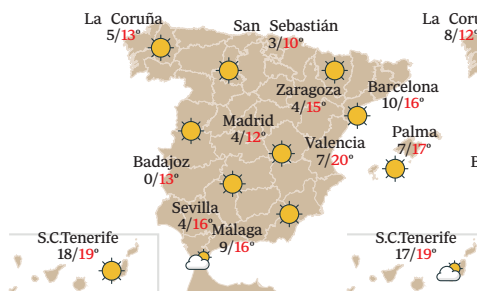 La Coruña
5/13°
San Sebastián
3/10°
La Coru
8/12°
Zaragoza
4/15°
Barcelona
10/16°
Madrid
4/12°
Valencia
7/20°
Palma
7/17°
Badajoz
0/13°
Sevilla
4/16°
Málaga
9/16°
S.C.Tenerife
18/19°
S.C.Tenerife
17/19°
B